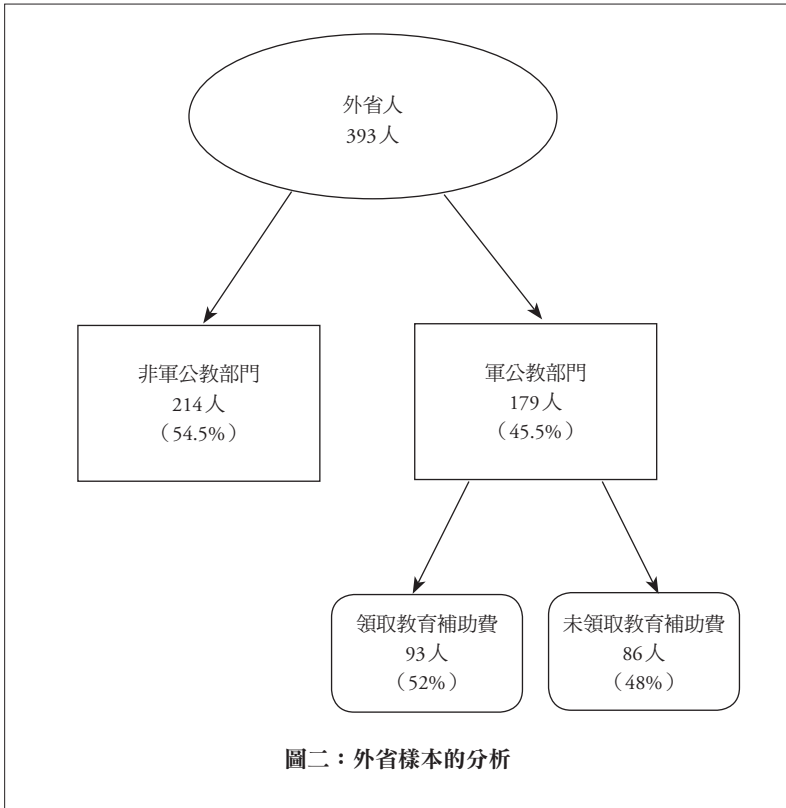 外省人
393人
非軍公教部門
214人
（54.5%）
軍公教部門
179人
（45.5%）
領取教育補助費
93人
（52%）
未領取教育補助費
86人
（48%）
圖二：外省樣本的分析